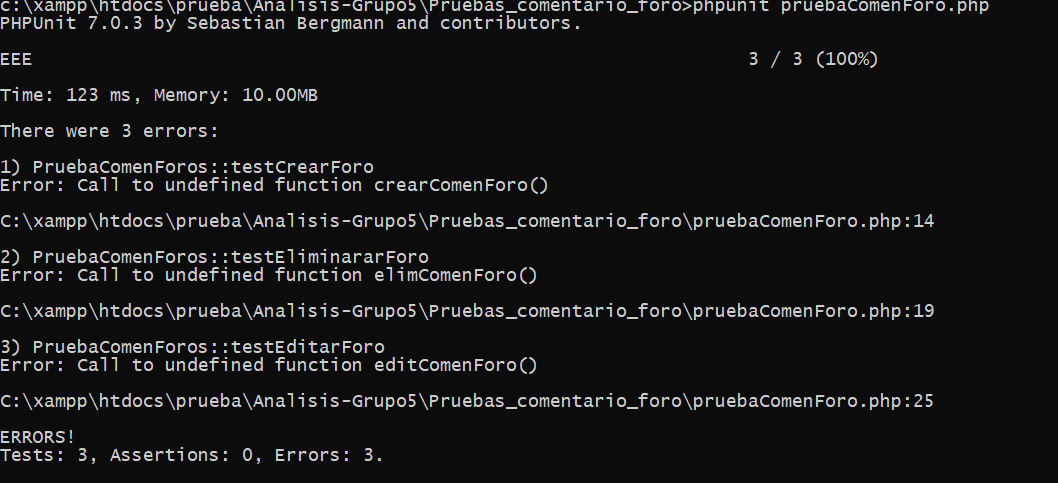 c:\xampp\htdocs\prueba\Analisis-Grupo5\Pruebas_comentario_foro>phpunit pruebaComenForo.php
PHPUnit 7.0.3 by Sebastian Bergmann and contributors.
EEE 3 / 3 (100%)
Time: 123 ms, Memory: 10.00MB
There were 3 errors:
1) PruebaComenForos::testCrearForo
Error: Call to undefined function crearComenForo()
C:\xampp\htdocs\prueba\Analisis-Grupo5\Pruebas_comentario_foro\pruebaComenForo.php:14
2) PruebaComenForos::testEliminararForo
Error: Call to undefined function elimComenForo()
C:\xampp\htdocs\prueba\Analisis-Grupo5\Pruebas_comentario_foro\pruebaComenForo.php:19
3) PruebaComenForos::testEditarForo
Error: Call to undefined function editComenForo()
C:\xampp\htdocs\prueba\Analisis-Grupo5\Pruebas_comentario_foro\pruebaComenForo.php:25
ERRORS!
Tests: 3, Assertions: 0, Errors: 3.